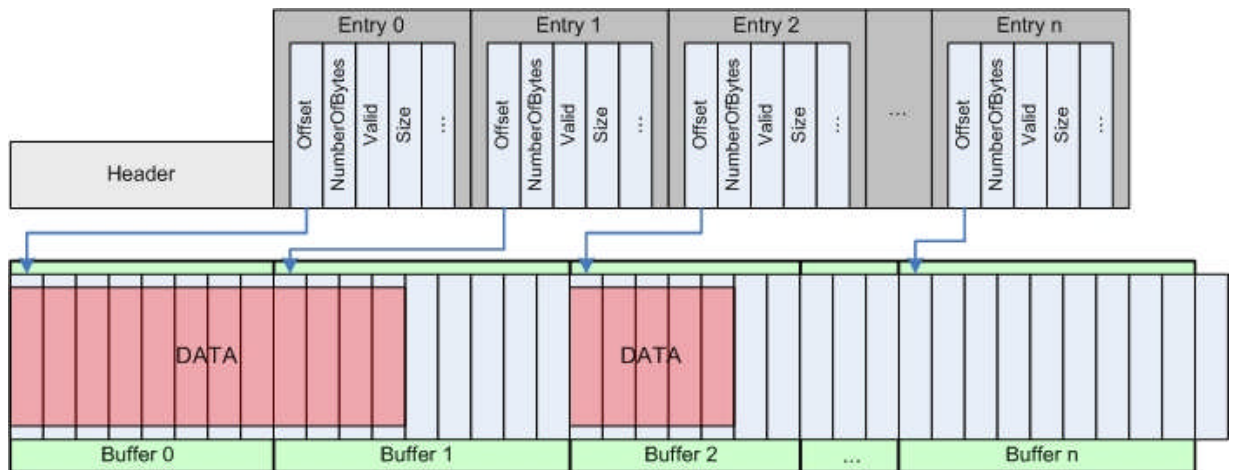 Entry 0
Entry 1
Entry 2
Entry n
Offset
NumberOfBytes
Valid
Size
...
Offset
NumberOfBytes
Valid
Size
...
Offset
NumberOfBytes
Valid
Size
...
...
Offset
NumberOfBytes
Valid
Size
...
Header
DATA
DATA
Buffer 0
Buffer 1
Buffer 2
...
Buffer n